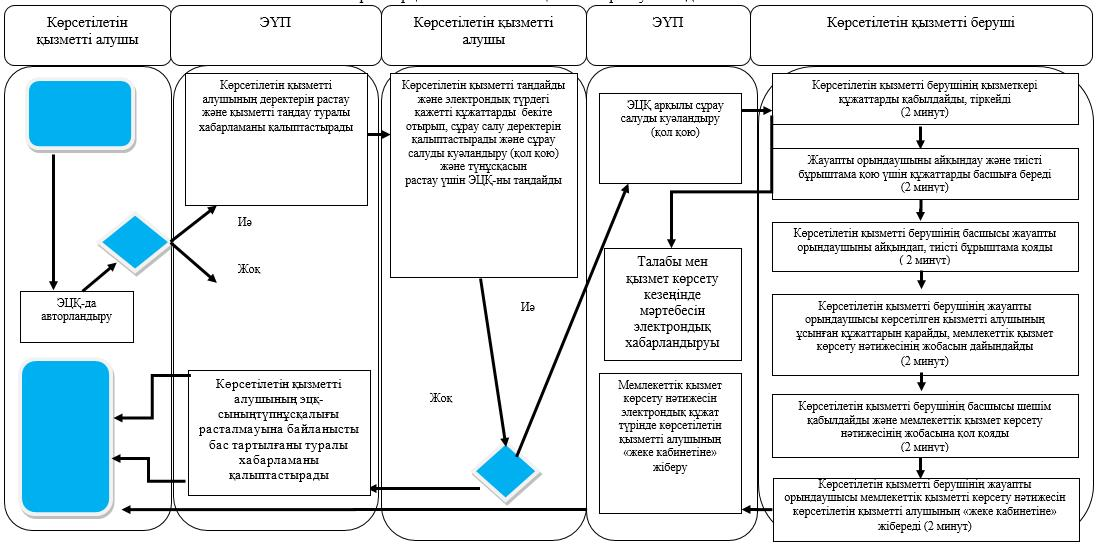 Көрсетілетін
қызметті алушы
ЭҮП
Көрсетілетін қызметті
алушы
ЭҮП
Көрсетілетін қызметті беруші
ЭЦҚ-да
авторландыру
Көрсетілетін қызметті
алушының деректерін растау
және қызметті таңдау туралы
хабарламаны қалыптастырады
Иә
Жоқ
Көрсетілетін қызметті
алушының эцқ-
сыныңтүпнұсқалығы
расталмауына байланысты
бас тартылғаны туралы
хабарламаны
қалыптастырады
Көрсетілетін қызметті таңдайды
және электрондық түрдегі
қажетті құжаттарды бекіте
отырып, сұрау салу деректерін
қалыптастырады және сұрау
салуды куәландыру (қол қою)
және түпнұсқасын
растау үшін ЭЦҚ-ны таңдайды
Иә
Жоқ
ЭЦҚ арқылы сұрау
салуды куәландыру
(қол қою)
Талабы мен
қызмет көрсету
кезеңінде
мәртебесін
электрондық
хабарландыруы
Мемлекеттік қызмет
көрсету нәтижесін
электрондық құжат
түрінде көрсетілетін
қызметті алушының
«жеке кабинетіне»
жіберу
Көрсетілетін қызметті берушінің қызметкері
құжаттарды қабылдайды, тіркейді
(2 минут)
Жауапты орындаушыны айқындау және тиісті
бұрыштама қою үшін құжаттарды басшыға береді
(2 минут)
Көрсетілетін қызметті берушінің басшысы жауапты
орындаушыны айқындап, тиісті бұрыштама қояды
( 2 минут)
Көрсетілетін қызметті берушінің жауапты
орындаушысы көрсетілген қызметті алушының
ұсынған құжаттарын қарайды, мемлекеттік қызмет
көрсету нәтижесінің жобасын дайындайды
(2 минут)
Көрсетілетін қызметті берушінің басшысы шешім
қабылдайды және мемлекеттік қызмет көрсету
нәтижесінің жобасына қол қояды
(2 минут)
Көрсетілетін қызметті берушінің жауапты
орындаушысы мемлекеттік қызметті көрсету нәтижесін
көрсетілетін қызметті алушының «жеке кабинетіне»
жібереді (2 минут)